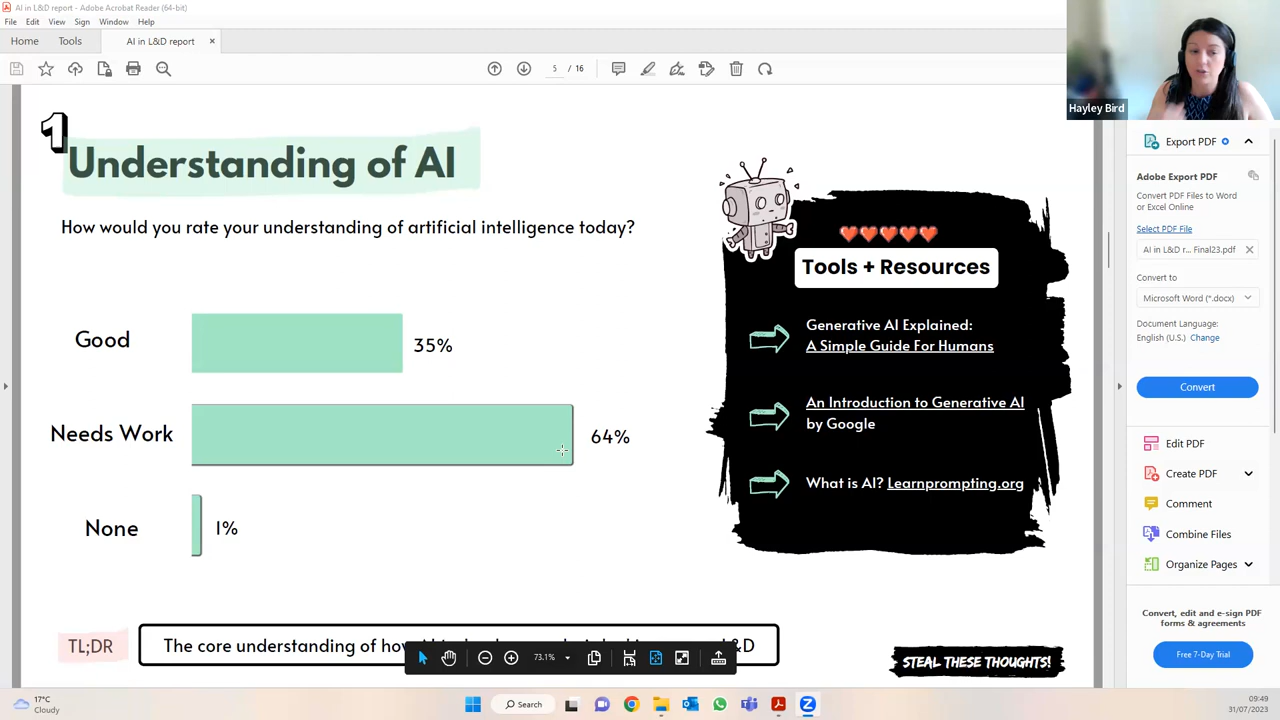 AI in L&D report - Adobe Acrobat Reader (64-bit)
File Edit View Sign Window Help
Home Tools AI in L&D report ×
5 / 16
Hayley Bird
1
Understanding of AI
How would you rate your understanding of artificial intelligence today?
Good 35%
Needs Work 64%
None 1%
Tools + Resources
Generative AI Explained:
A Simple Guide For Humans
An Introduction to Generative AI
by Google
What is AI? Learnprompting.org
TL;DR
The core understanding of how
STEAL THESE THOUGHTS!
73.1%
Export PDF
Adobe Export PDF
Convert PDF Files to Word
or Excel Online
Select PDF File
AI in L&D r... Final23.pdf
Convert to
Microsoft Word (*.docx)
Document Language:
English (U.S.) Change
Convert
Edit PDF
Create PDF
Comment
Combine Files
Organize Pages
Convert, edit and e-sign PDF
forms & agreements
Free 7-Day Trial
17°C
Cloudy
Search
09:49
31/07/2023